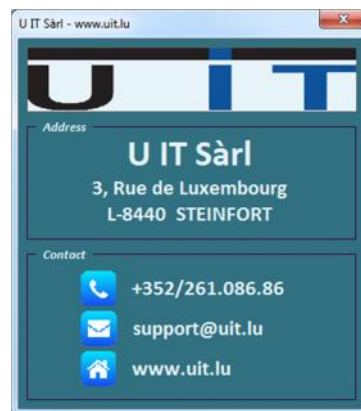 U IT Sàrl - www.uit.lu
U IT
Address
U IT Sàrl
3, Rue de Luxembourg
L-8440 STEINFORT
Contact
+352/261.086.86
support@uit.lu
www.uit.lu